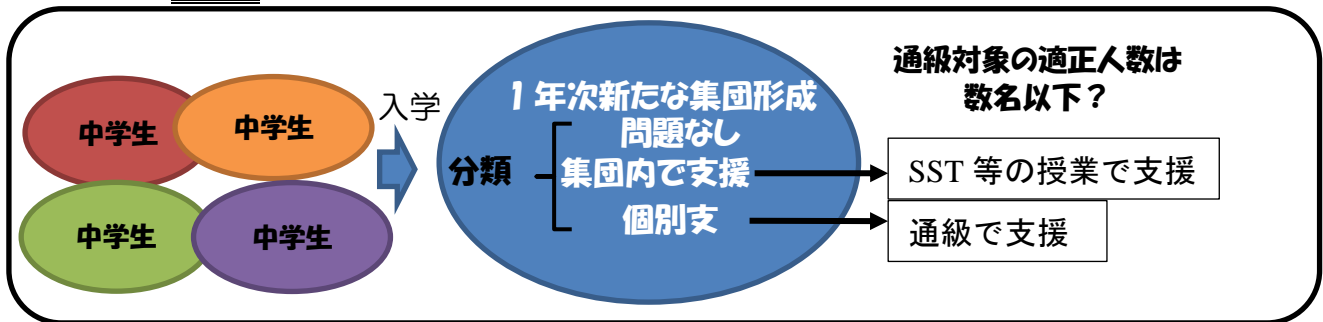 中学生
中学生
中学生
中学生
入学
1年次新たな集団形成
分類
問題なし
集団内で支援
個別支
通級対象の適正人数は
数名以下？
SST 等の授業で支援
通級で支援